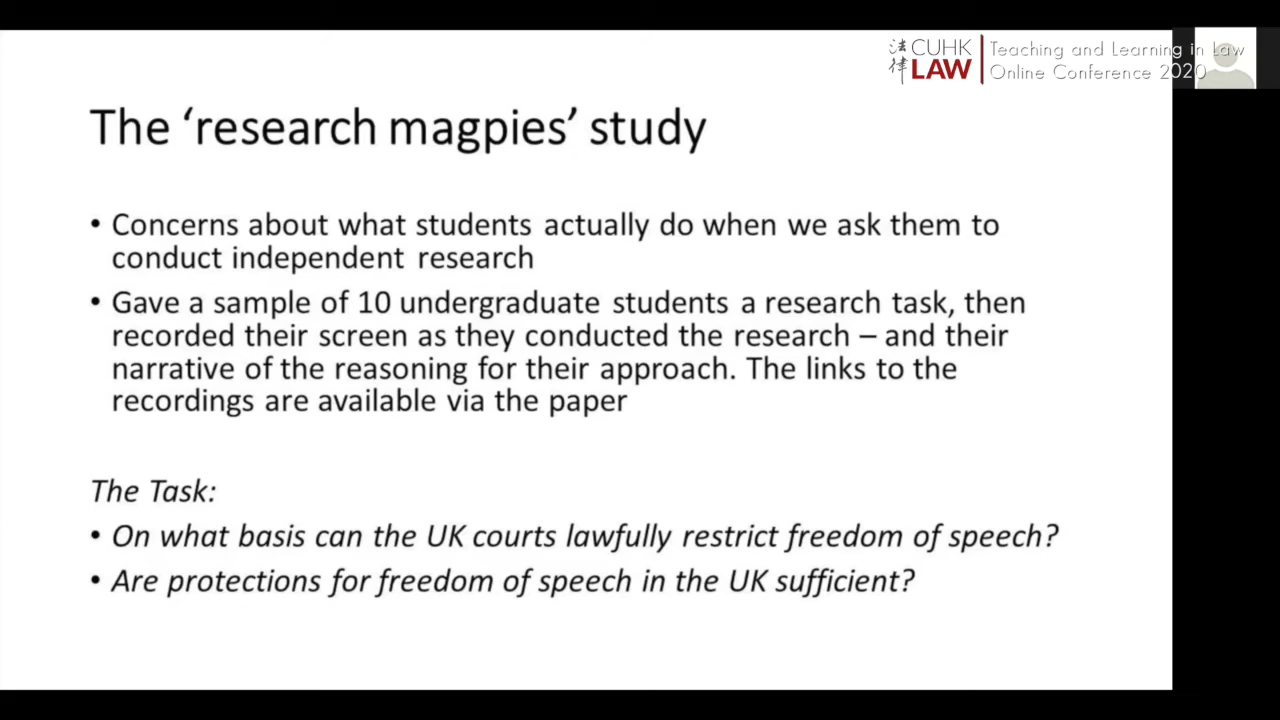 法律 CUHK LAW Teaching and Learning in Law
Online Conference 2020
The ‘research magpies’ study
• Concerns about what students actually do when we ask them to
conduct independent research
• Gave a sample of 10 undergraduate students a research task, then
recorded their screen as they conducted the research – and their
narrative of the reasoning for their approach. The links to the
recordings are available via the paper
The Task:
• On what basis can the UK courts lawfully restrict freedom of speech?
• Are protections for freedom of speech in the UK sufficient?